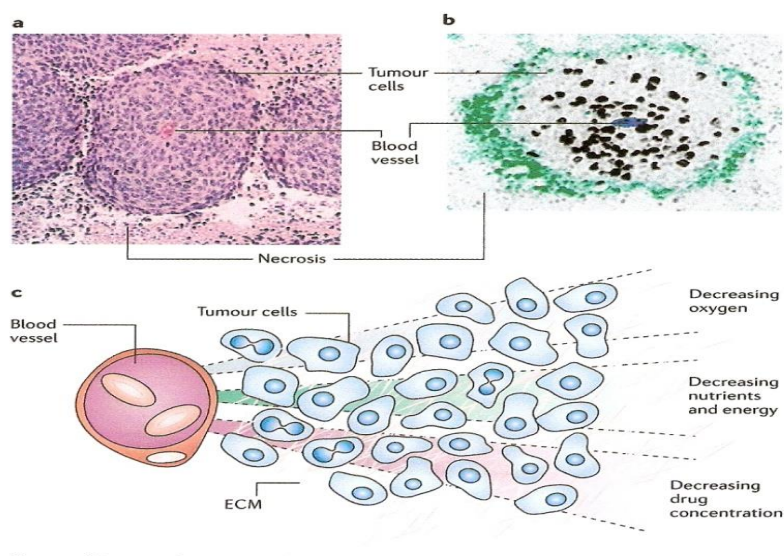 a
b
Tumour
cells
Blood
vessel
Necrosis
c
Blood
vessel
Tumour cells
ECM
Decreasing
oxygen
Decreasing
nutrients
and energy
Decreasing
drug
concentration